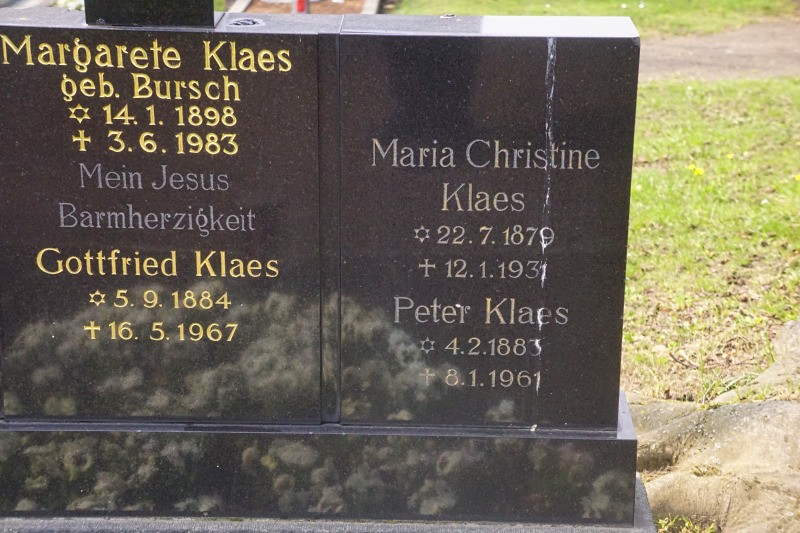 Margarete Klaes
geb. Bursch
✡ 14. 1. 1898
✝ 3. 6. 1983
Mein Jesus
Barmherzigkeit
Gottfried Klaes
✡ 5. 9. 1884
✝ 16. 5. 1967
Maria Christine
Klaes
✡ 22. 7. 1879
✝ 12. 1. 1931
Peter Klaes
✡ 4. 2. 1883
✝ 8. 1. 1961